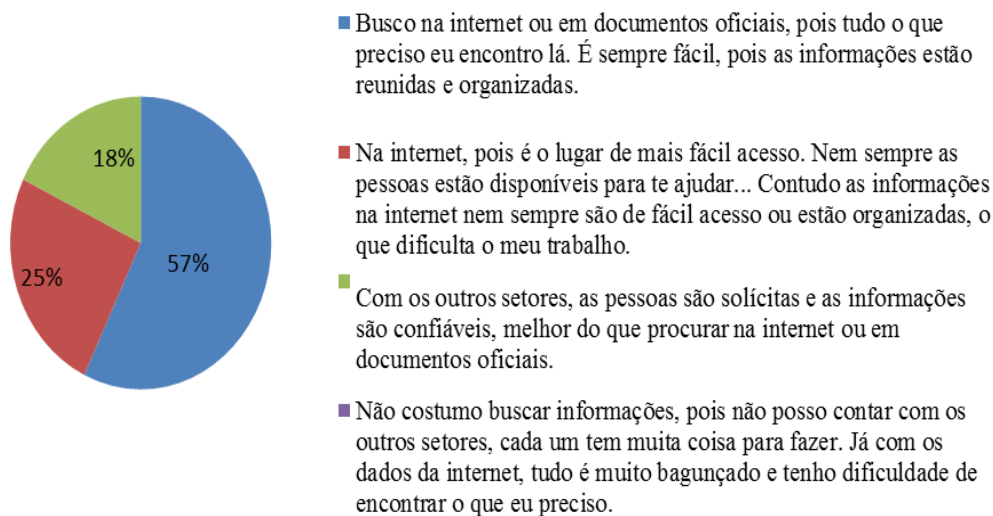 18%
25%
57%
Busco na internet ou em documentos oficiais, pois tudo o que
preciso eu encontro lá. É sempre fácil, pois as informações estão
reunidas e organizadas.
Na internet, pois é o lugar de mais fácil acesso. Nem sempre as
pessoas estão disponíveis para te ajudar... Contudo as informações
na internet nem sempre são de fácil acesso ou estão organizadas, o
que dificulta o meu trabalho.
Com os outros setores, as pessoas são solícitas e as informações
são confiáveis, melhor do que procurar na internet ou em
documentos oficiais.
Não costumo buscar informações, pois não posso contar com os
outros setores, cada um tem muita coisa para fazer. Já com os
dados da internet, tudo é muito bagunçado e tenho dificuldade de
encontrar o que eu preciso.